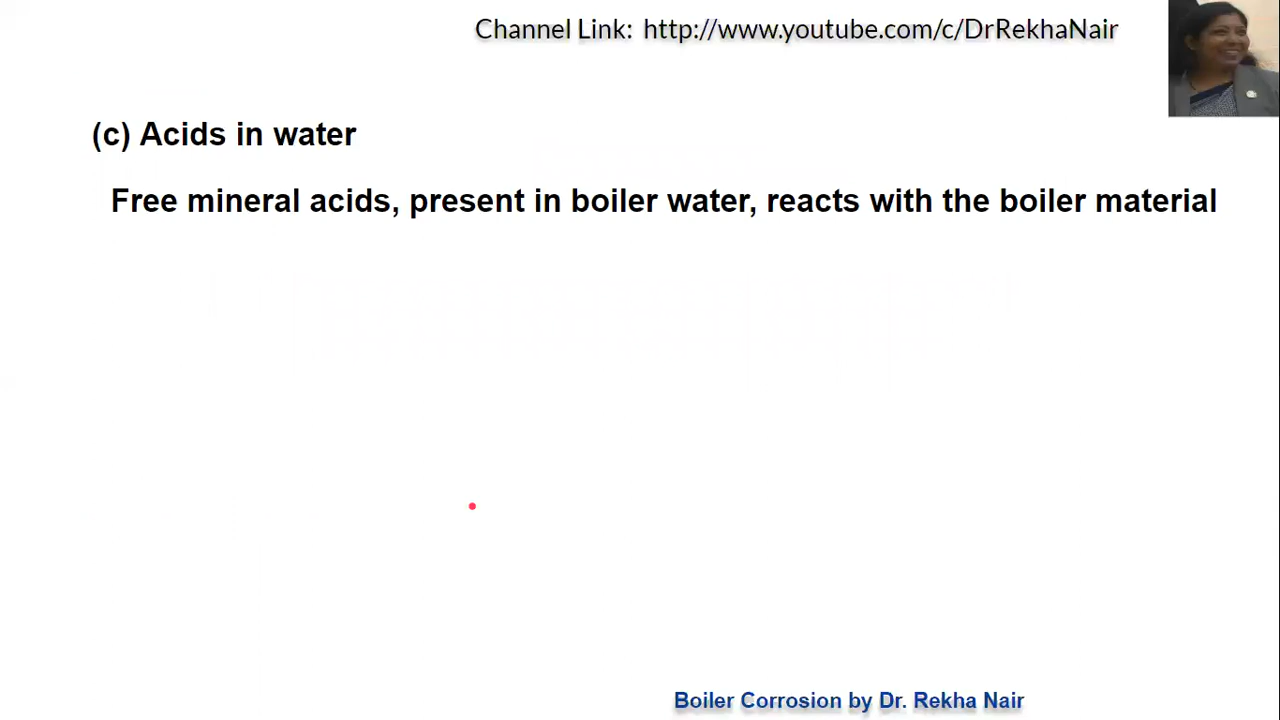 Channel Link: http://www.youtube.com/c/DrRekhaNair
(c) Acids in water
Free mineral acids, present in boiler water, reacts with the boiler material
Boiler Corrosion by Dr. Rekha Nair